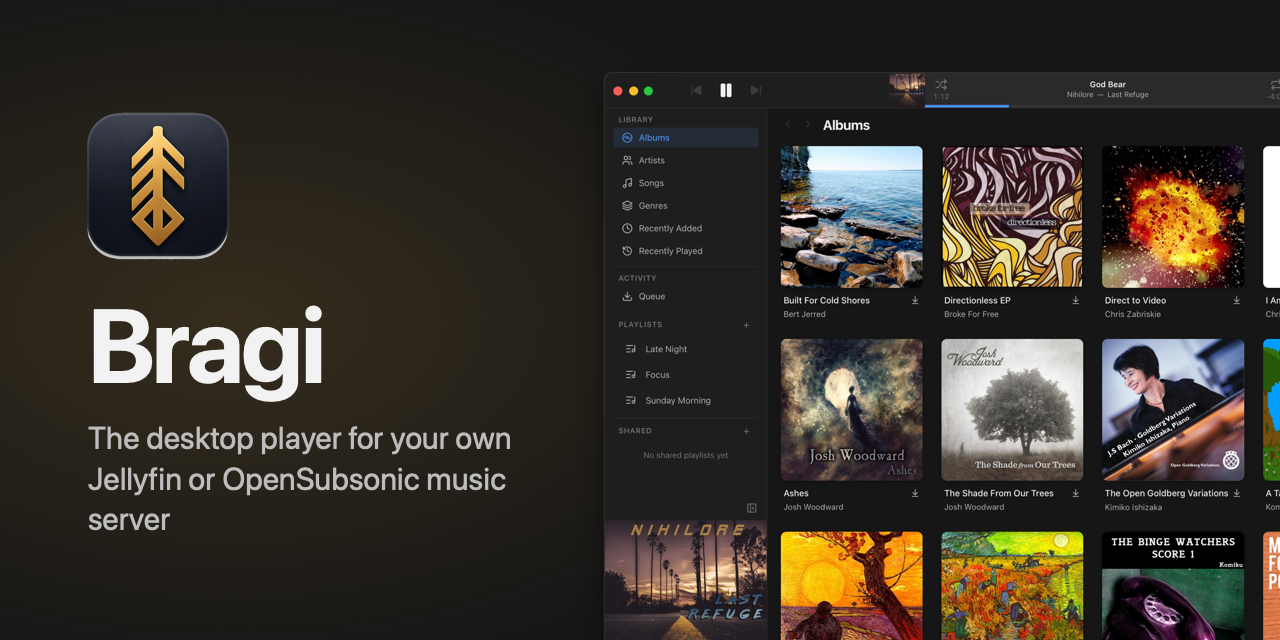 Bragi
The desktop player for your own
Jellyfin or OpenSubsonic music
server
God Bear
Nihilore — Last Refuge
1:12
LIBRARY
Albums
Artists
Songs
Genres
Recently Added
Recently Played
ACTIVITY
Queue
PLAYLISTS
Late Night
Focus
Sunday Morning
SHARED
No shared playlists yet
NIHILORE
LAST
REFUGE
Albums
broke for free
directionless
Built For Cold Shores
Bert Jerred
Directionless EP
Broke For Free
Direct to Video
Chris Zabriskie
Josh Woodward
Ashes
Josh
Woodward
The Shade from Our Trees
J.S Bach - Goldberg Variations
Kimiko Ishizaka, Piano
Open Goldberg Variations
Ashes
Josh Woodward
The Shade From Our Trees
Josh Woodward
The Open Goldberg Variations
Kimiko Ishizaka
THE BINGE WATCHERS
SCORE 1
Komiku